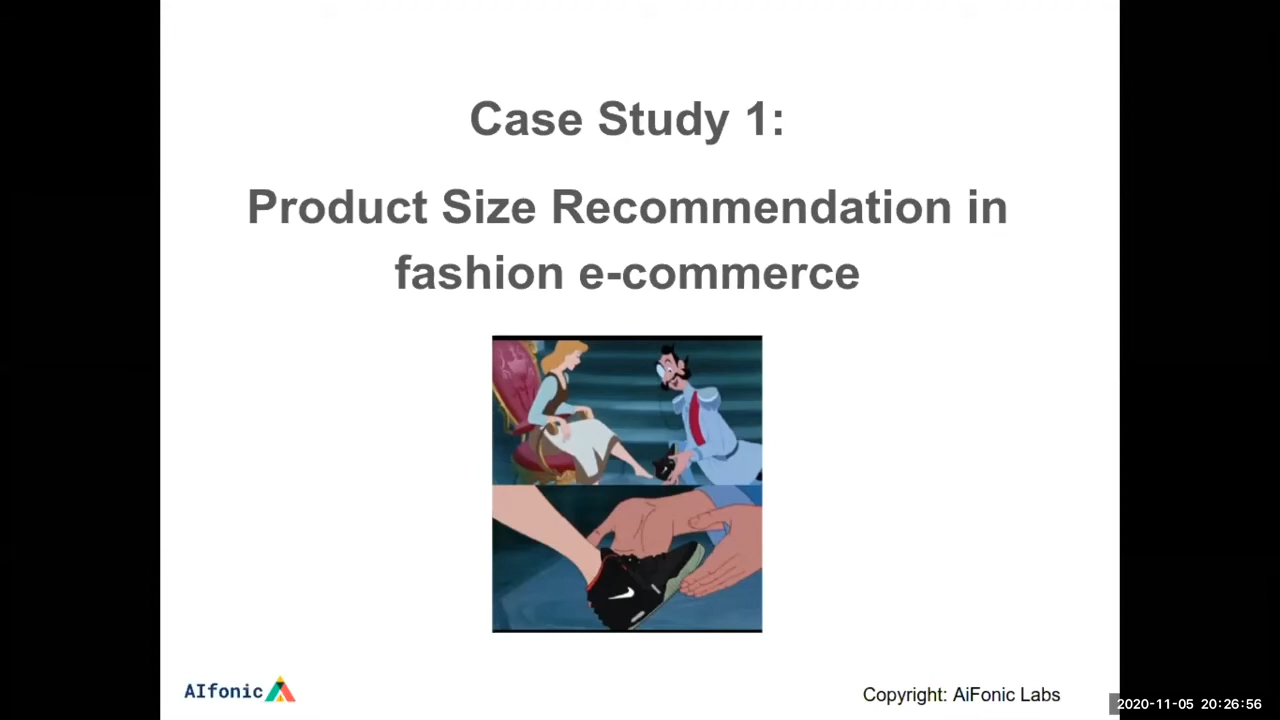 Case Study 1:
Product Size Recommendation in
fashion e-commerce
AIfonic
Copyright: AiFonic Labs
2020-11-05 20:26:56